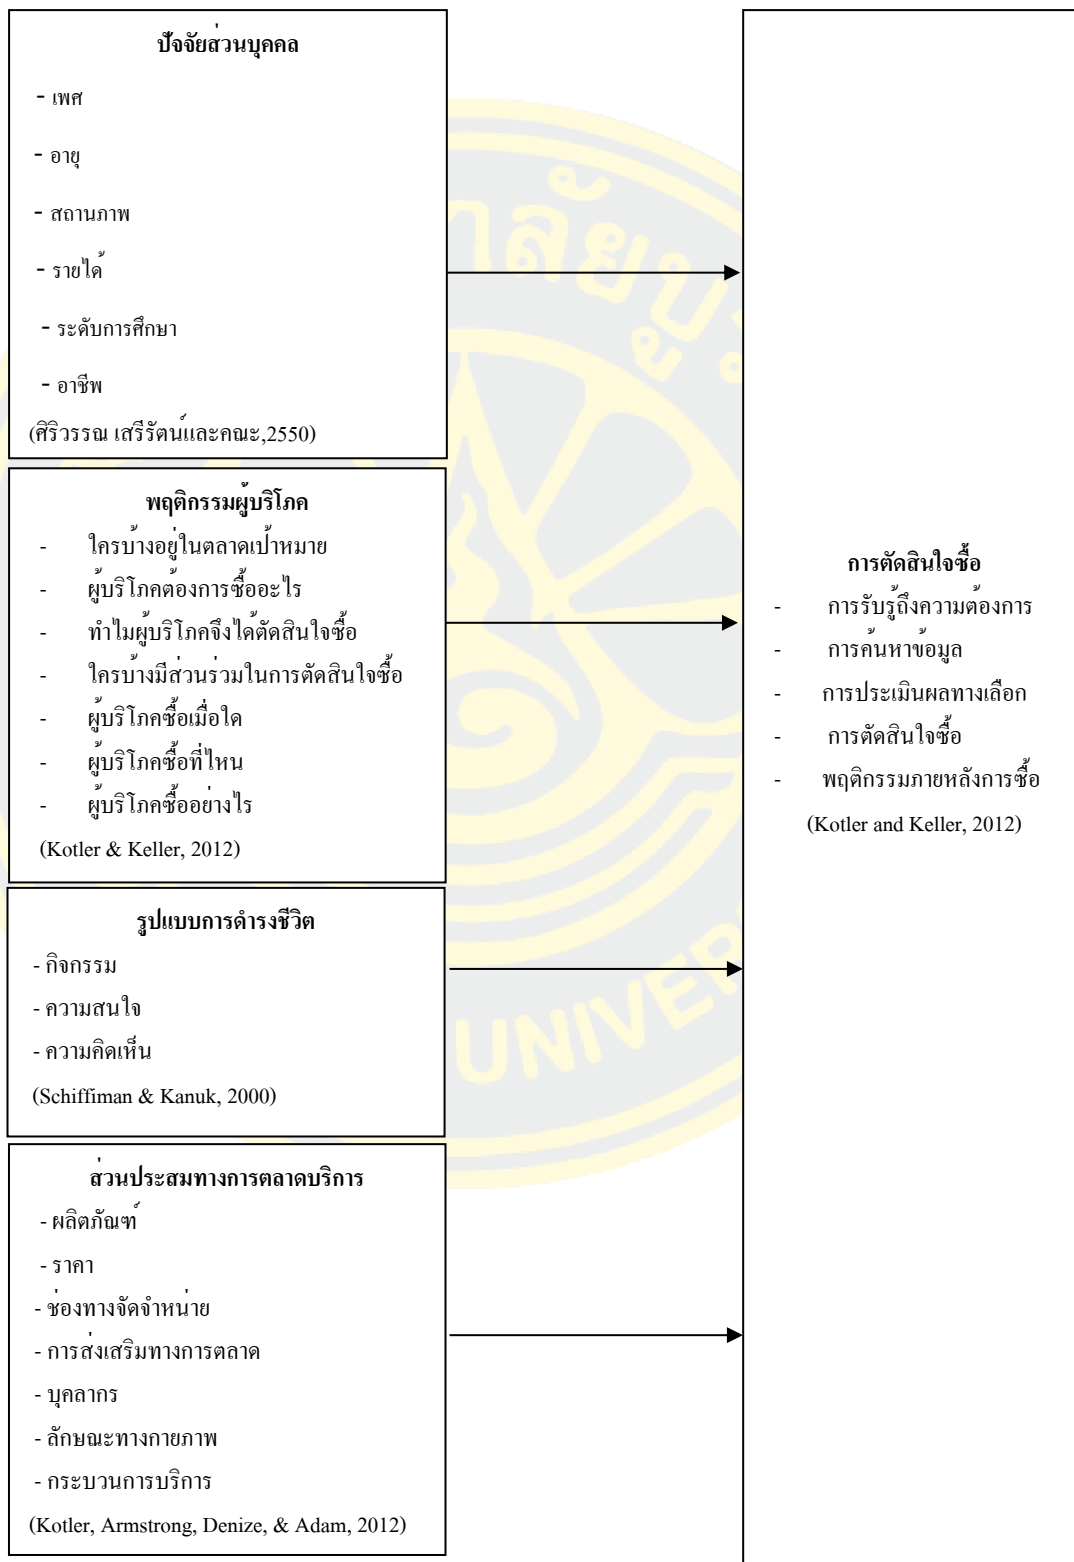 ปัจจัยส่วนบุคคล
- เพศ
- อายุ
- สถานภาพ
- รายได้
- ระดับการศึกษา
- อาชีพ
(ศิริวรรณ เสรีรัตน์และคณะ,2550)
พฤติกรรมผู้บริโภค
- ใครบ้างอยู่ในตลาดเป้าหมาย
- ผู้บริโภคต้องการซื้ออะไร
- ทำไมผู้บริโภคจึงได้ตัดสินใจซื้อ
- ใครบ้างมีส่วนร่วมในการตัดสินใจซื้อ
- ผู้บริโภคซื้อเมื่อใด
- ผู้บริโภคซื้อที่ไหน
- ผู้บริโภคซื้ออย่างไร
(Kotler & Keller, 2012)
รูปแบบการดำรงชีวิต
- กิจกรรม
- ความสนใจ
- ความคิดเห็น
(Schiffiman & Kanuk, 2000)
ส่วนประสมทางการตลาดบริการ
- ผลิตภัณฑ์
- ราคา
- ช่องทางจัดจำหน่าย
- การส่งเสริมทางการตลาด
- บุคลากร
- ลักษณะทางกายภาพ
- กระบวนการบริการ
(Kotler, Armstrong, Denize, & Adam, 2012)
การตัดสินใจซื้อ
- การรับรู้ถึงความต้องการ
- การค้นหาข้อมูล
- การประเมินผลทางเลือก
- การตัดสินใจซื้อ
- พฤติกรรมภายหลังการซื้อ
(Kotler and Keller, 2012)